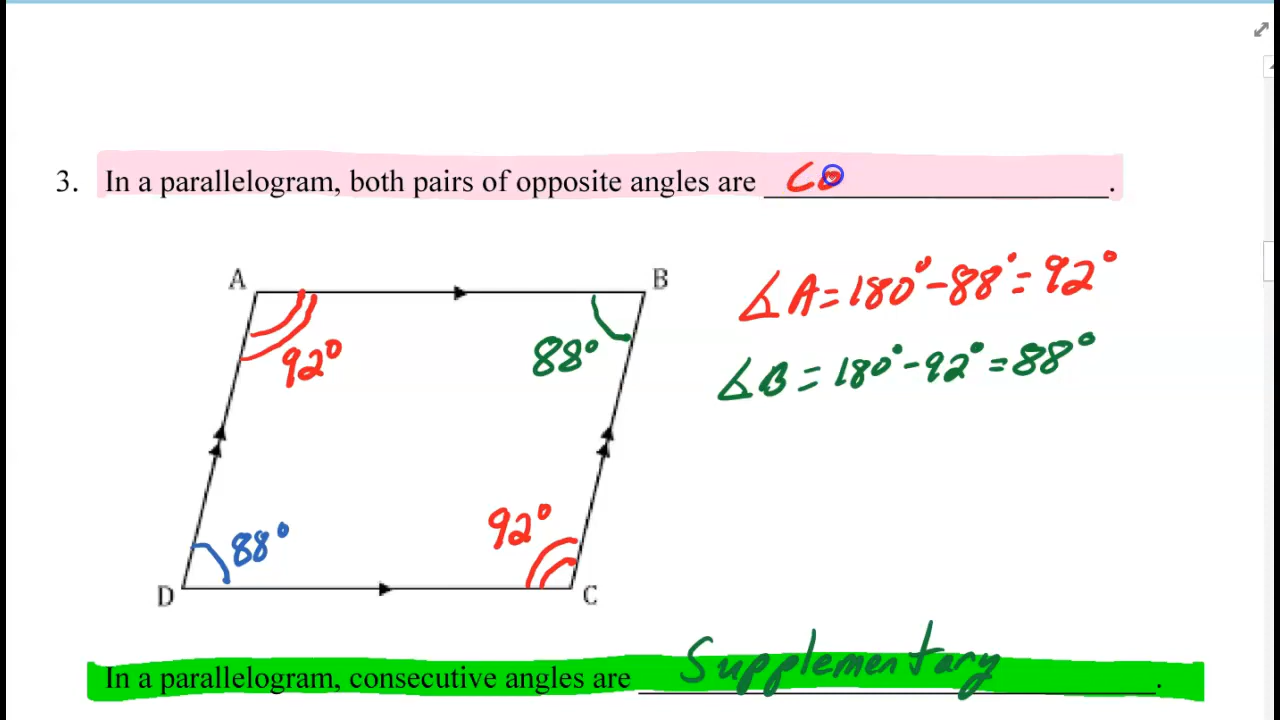 3. In a parallelogram, both pairs of opposite angles are Co.
A
B
∡A = 180° - 88° = 92°
92°
88°
∡B = 180° - 92° = 88°
88°
92°
D
C
In a parallelogram, consecutive angles are Supplementary.